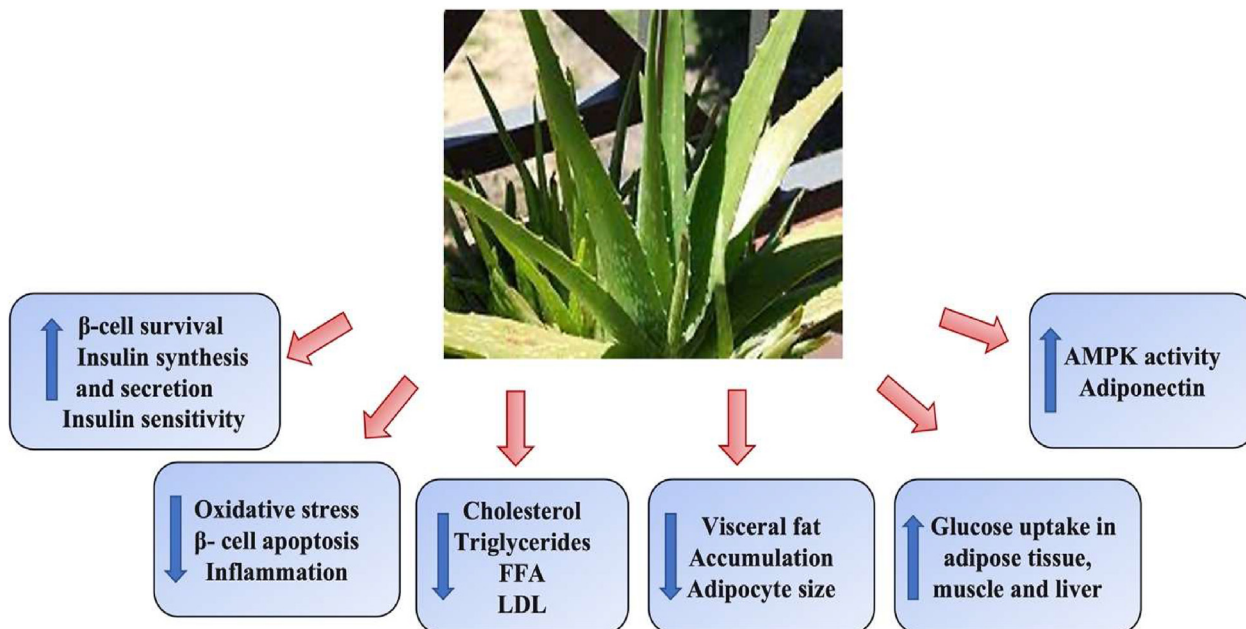 β-cell survival
Insulin synthesis
and secretion
Insulin sensitivity
Oxidative stress
β- cell apoptosis
Inflammation
Cholesterol
Triglycerides
FFA
LDL
Visceral fat
Accumulation
Adipocyte size
Glucose uptake in
adipose tissue,
muscle and liver
AMPK activity
Adiponectin